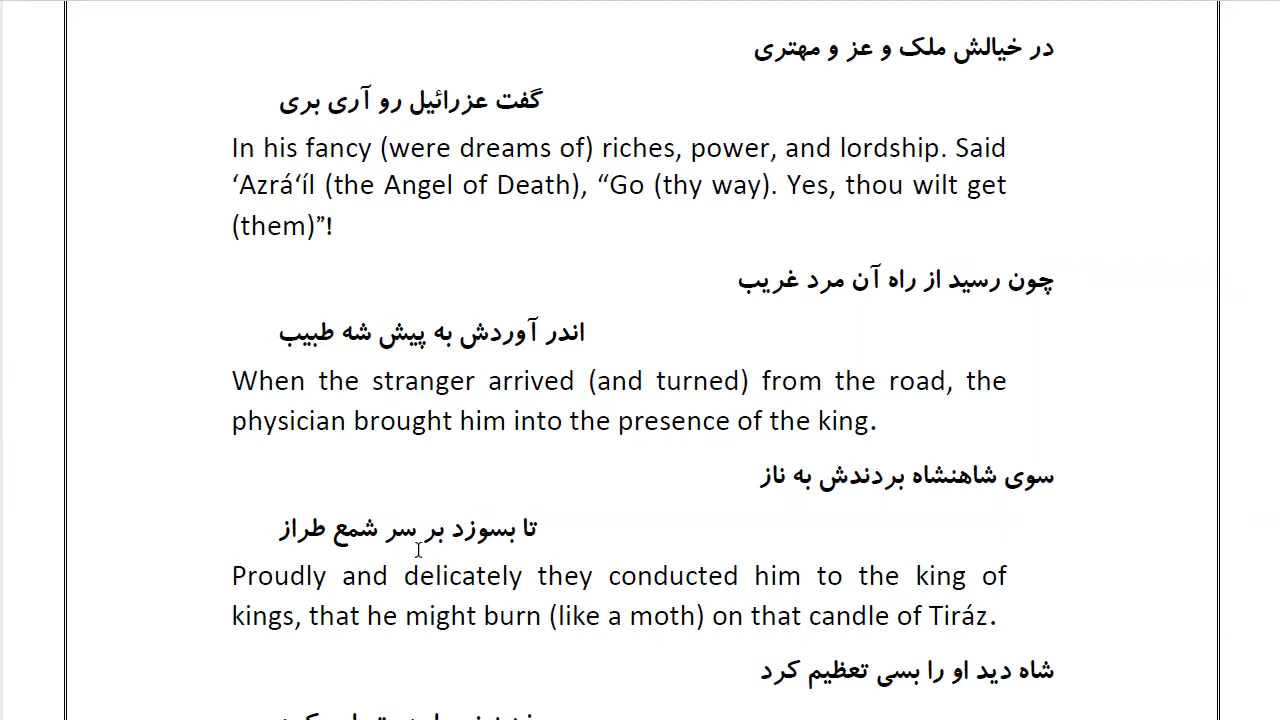 در خیالش ملک و عز و مهتری
گفت عزرائیل رو آری بری
In his fancy (were dreams of) riches, power, and lordship. Said
‘Azrá‘íl (the Angel of Death), “Go (thy way). Yes, thou wilt get
(them)”!
چون رسید از راه آن مرد غریب
اندر آوردش به پیش شه طبیب
When the stranger arrived (and turned) from the road, the
physician brought him into the presence of the king.
سوی شاهنشاه بردندش به ناز
تا بسوزد بر سر شمع طراز
Proudly and delicately they conducted him to the king of
kings, that he might burn (like a moth) on that candle of Tiráz.
شاه دید او را بسی تعظیم کرد